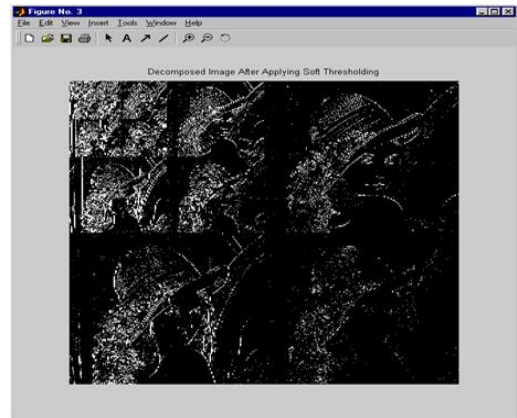 Figure No. 3
File Edit View Insert Tools Window Help
A
Decomposed Image After Applying Soft Thresholding